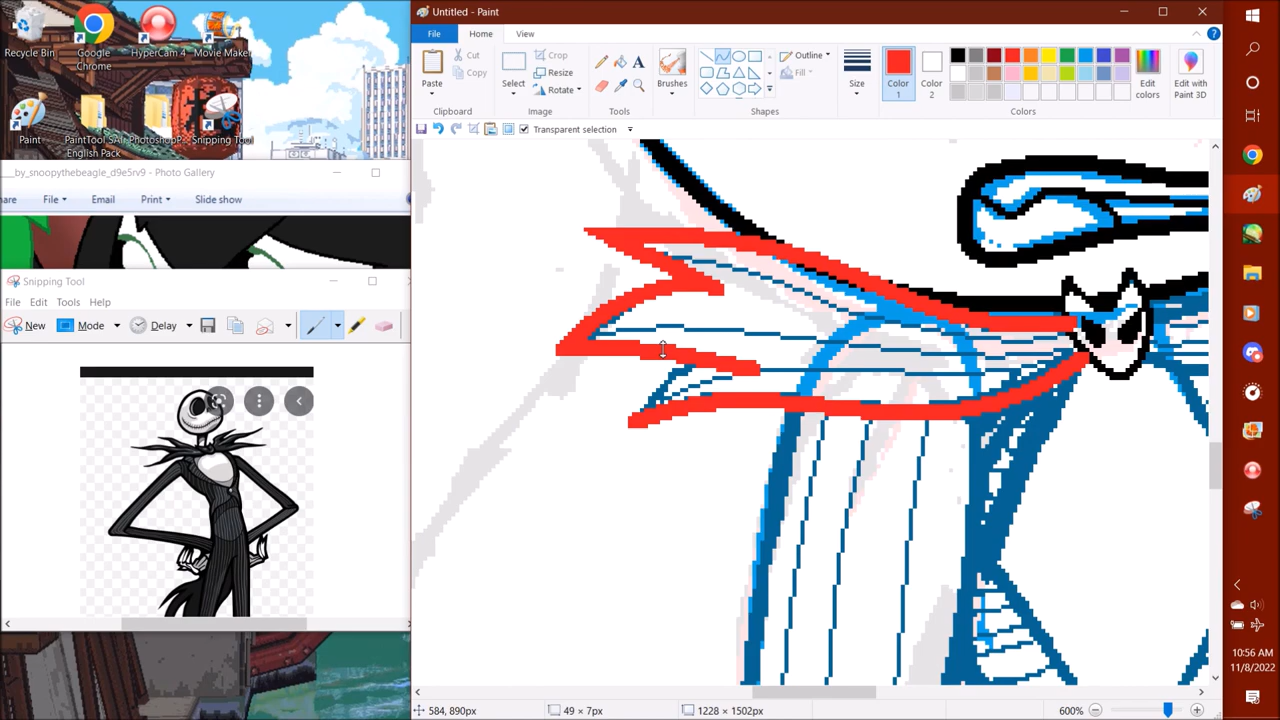 Recycle Bin
Google Chrome
HyperCam 4
Movie Maker
Paint
PaintTool SAI English Pack
PhotoshopP...
Snipping Tool
__by_snoopythebeagle_d9e5rv9 - Photo Gallery
are File Email Print Slide show
Snipping Tool
File Edit Tools Help
New Mode Delay
Untitled - Paint
File Home View
Paste Cut Copy
Clipboard
Select Crop Resize Rotate
Image
Tools
Brushes
Outline Fill
Shapes
Size
Color 1
Color 2
Edit colors
Edit with Paint 3D
Colors
Transparent selection
584, 890px 49 × 7px 1228 × 1502px 600%
10:56 AM
11/8/2022